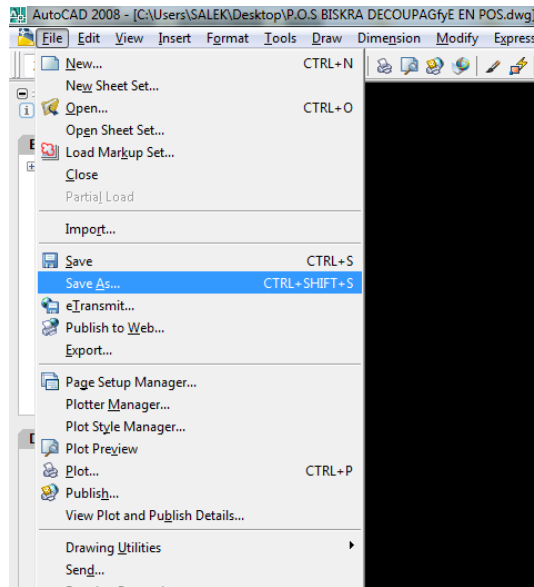 AutoCAD 2008 - [C:\Users\SALEK\Desktop\P.O.S BISKRA DECOUPAGfyE EN POS.dwg]
File Edit View Insert Format Tools Draw Dimension Modify Express
New... CTRL+N
New Sheet Set...
Open... CTRL+O
Open Sheet Set...
Load Markup Set...
Close
Partial Load
Import...
Save CTRL+S
Save As... CTRL+SHIFT+S
eTransmit...
Publish to Web...
Export...
Page Setup Manager...
Plotter Manager...
Plot Style Manager...
Plot Preview
Plot... CTRL+P
Publish...
View Plot and Publish Details...
Drawing Utilities
Send...